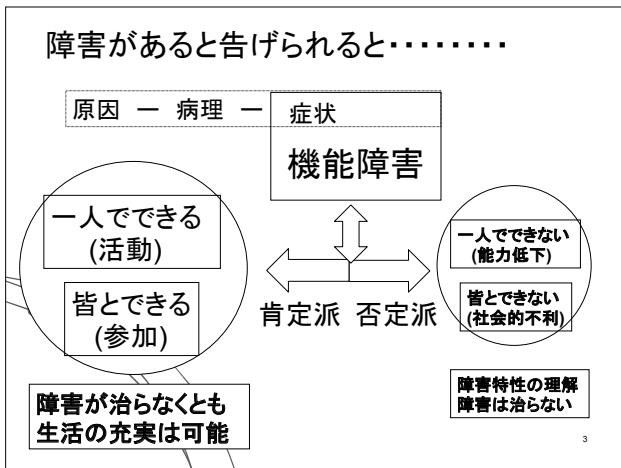 障害があると告げられると・・・・・・・・
原因 ー 病理 ー 症状
機能障害
一人でできる
(活動)
皆とできる
(参加)
肯定派 否定派
一人でできない
(能力低下)
皆とできない
(社会的不利)
障害が治らなくとも
生活の充実は可能
障害特性の理解
障害は治らない
3